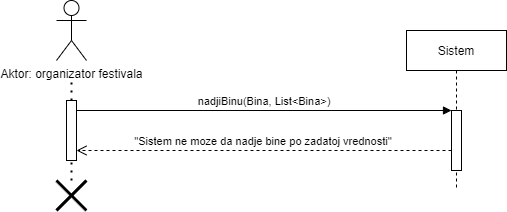 Sistem
Aktor: organizator festivala
nadjiBinu(Bina, List<Bina>)
"Sistem ne moze da nadje bine po zadatoj vrednosti"